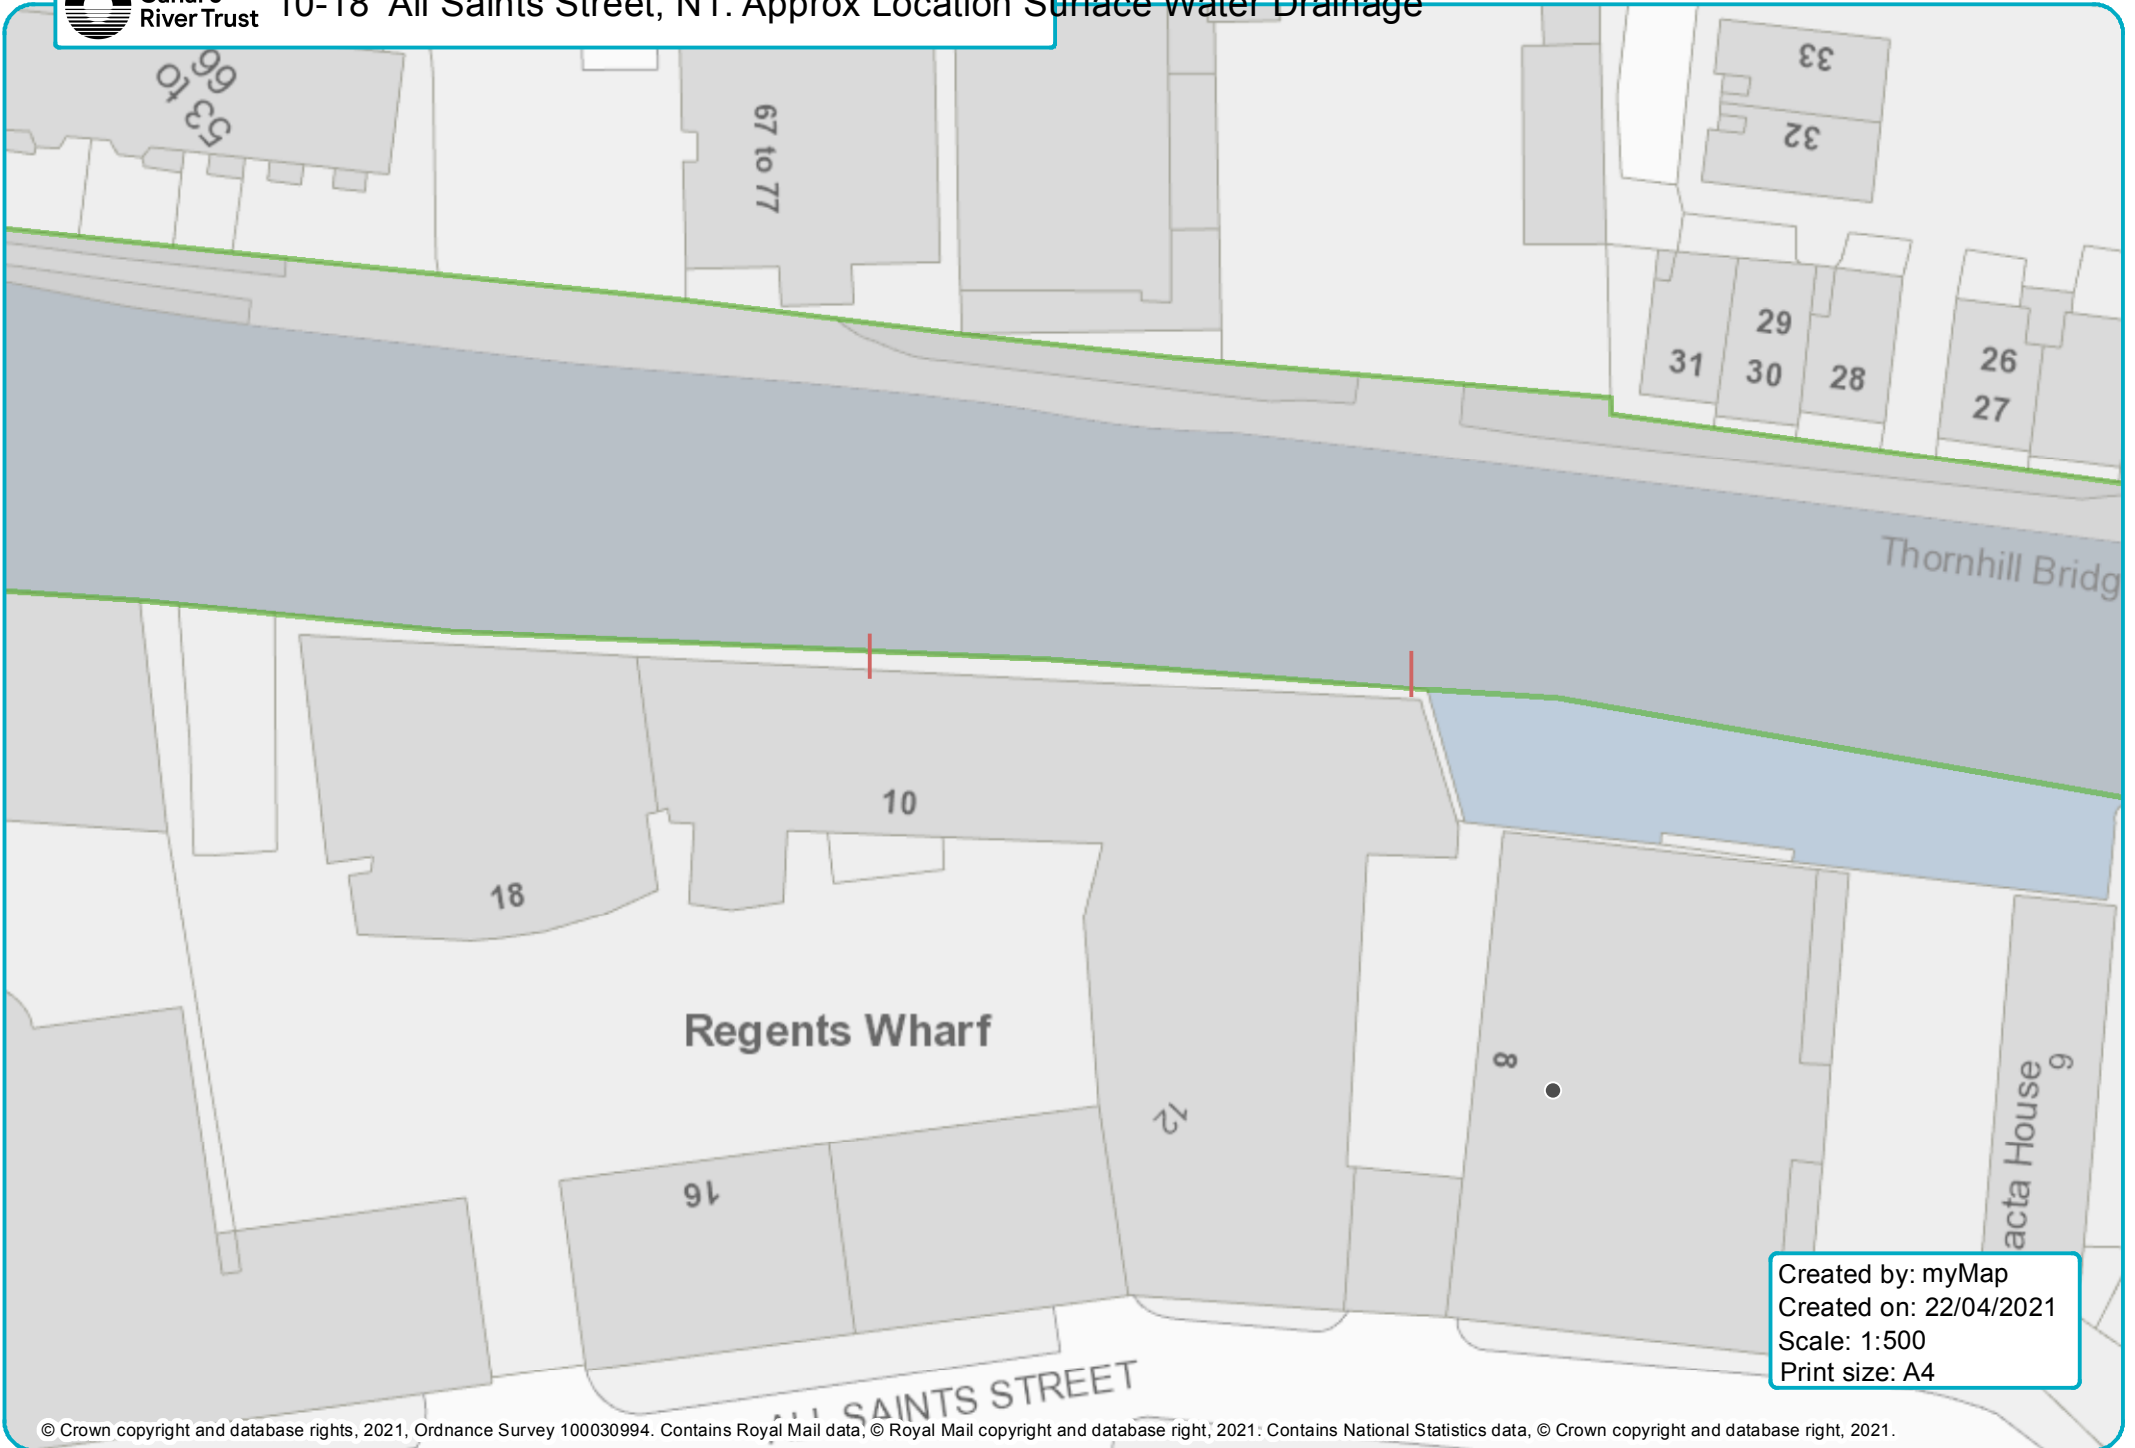 River Trust
10-18 All Saints Street, N1. Approx Location Surface Water Drainage
53 to
66
67 to 77
33
32
31
29
30
28
26
27
Thornhill Bridg
10
18
Regents Wharf
12
8
16
acta House
6
ALL SAINTS STREET
Created by: myMap
Created on: 22/04/2021
Scale: 1:500
Print size: A4
© Crown copyright and database rights, 2021, Ordnance Survey 100030994. Contains Royal Mail data, © Royal Mail copyright and database right, 2021. Contains National Statistics data, © Crown copyright and database right, 2021.